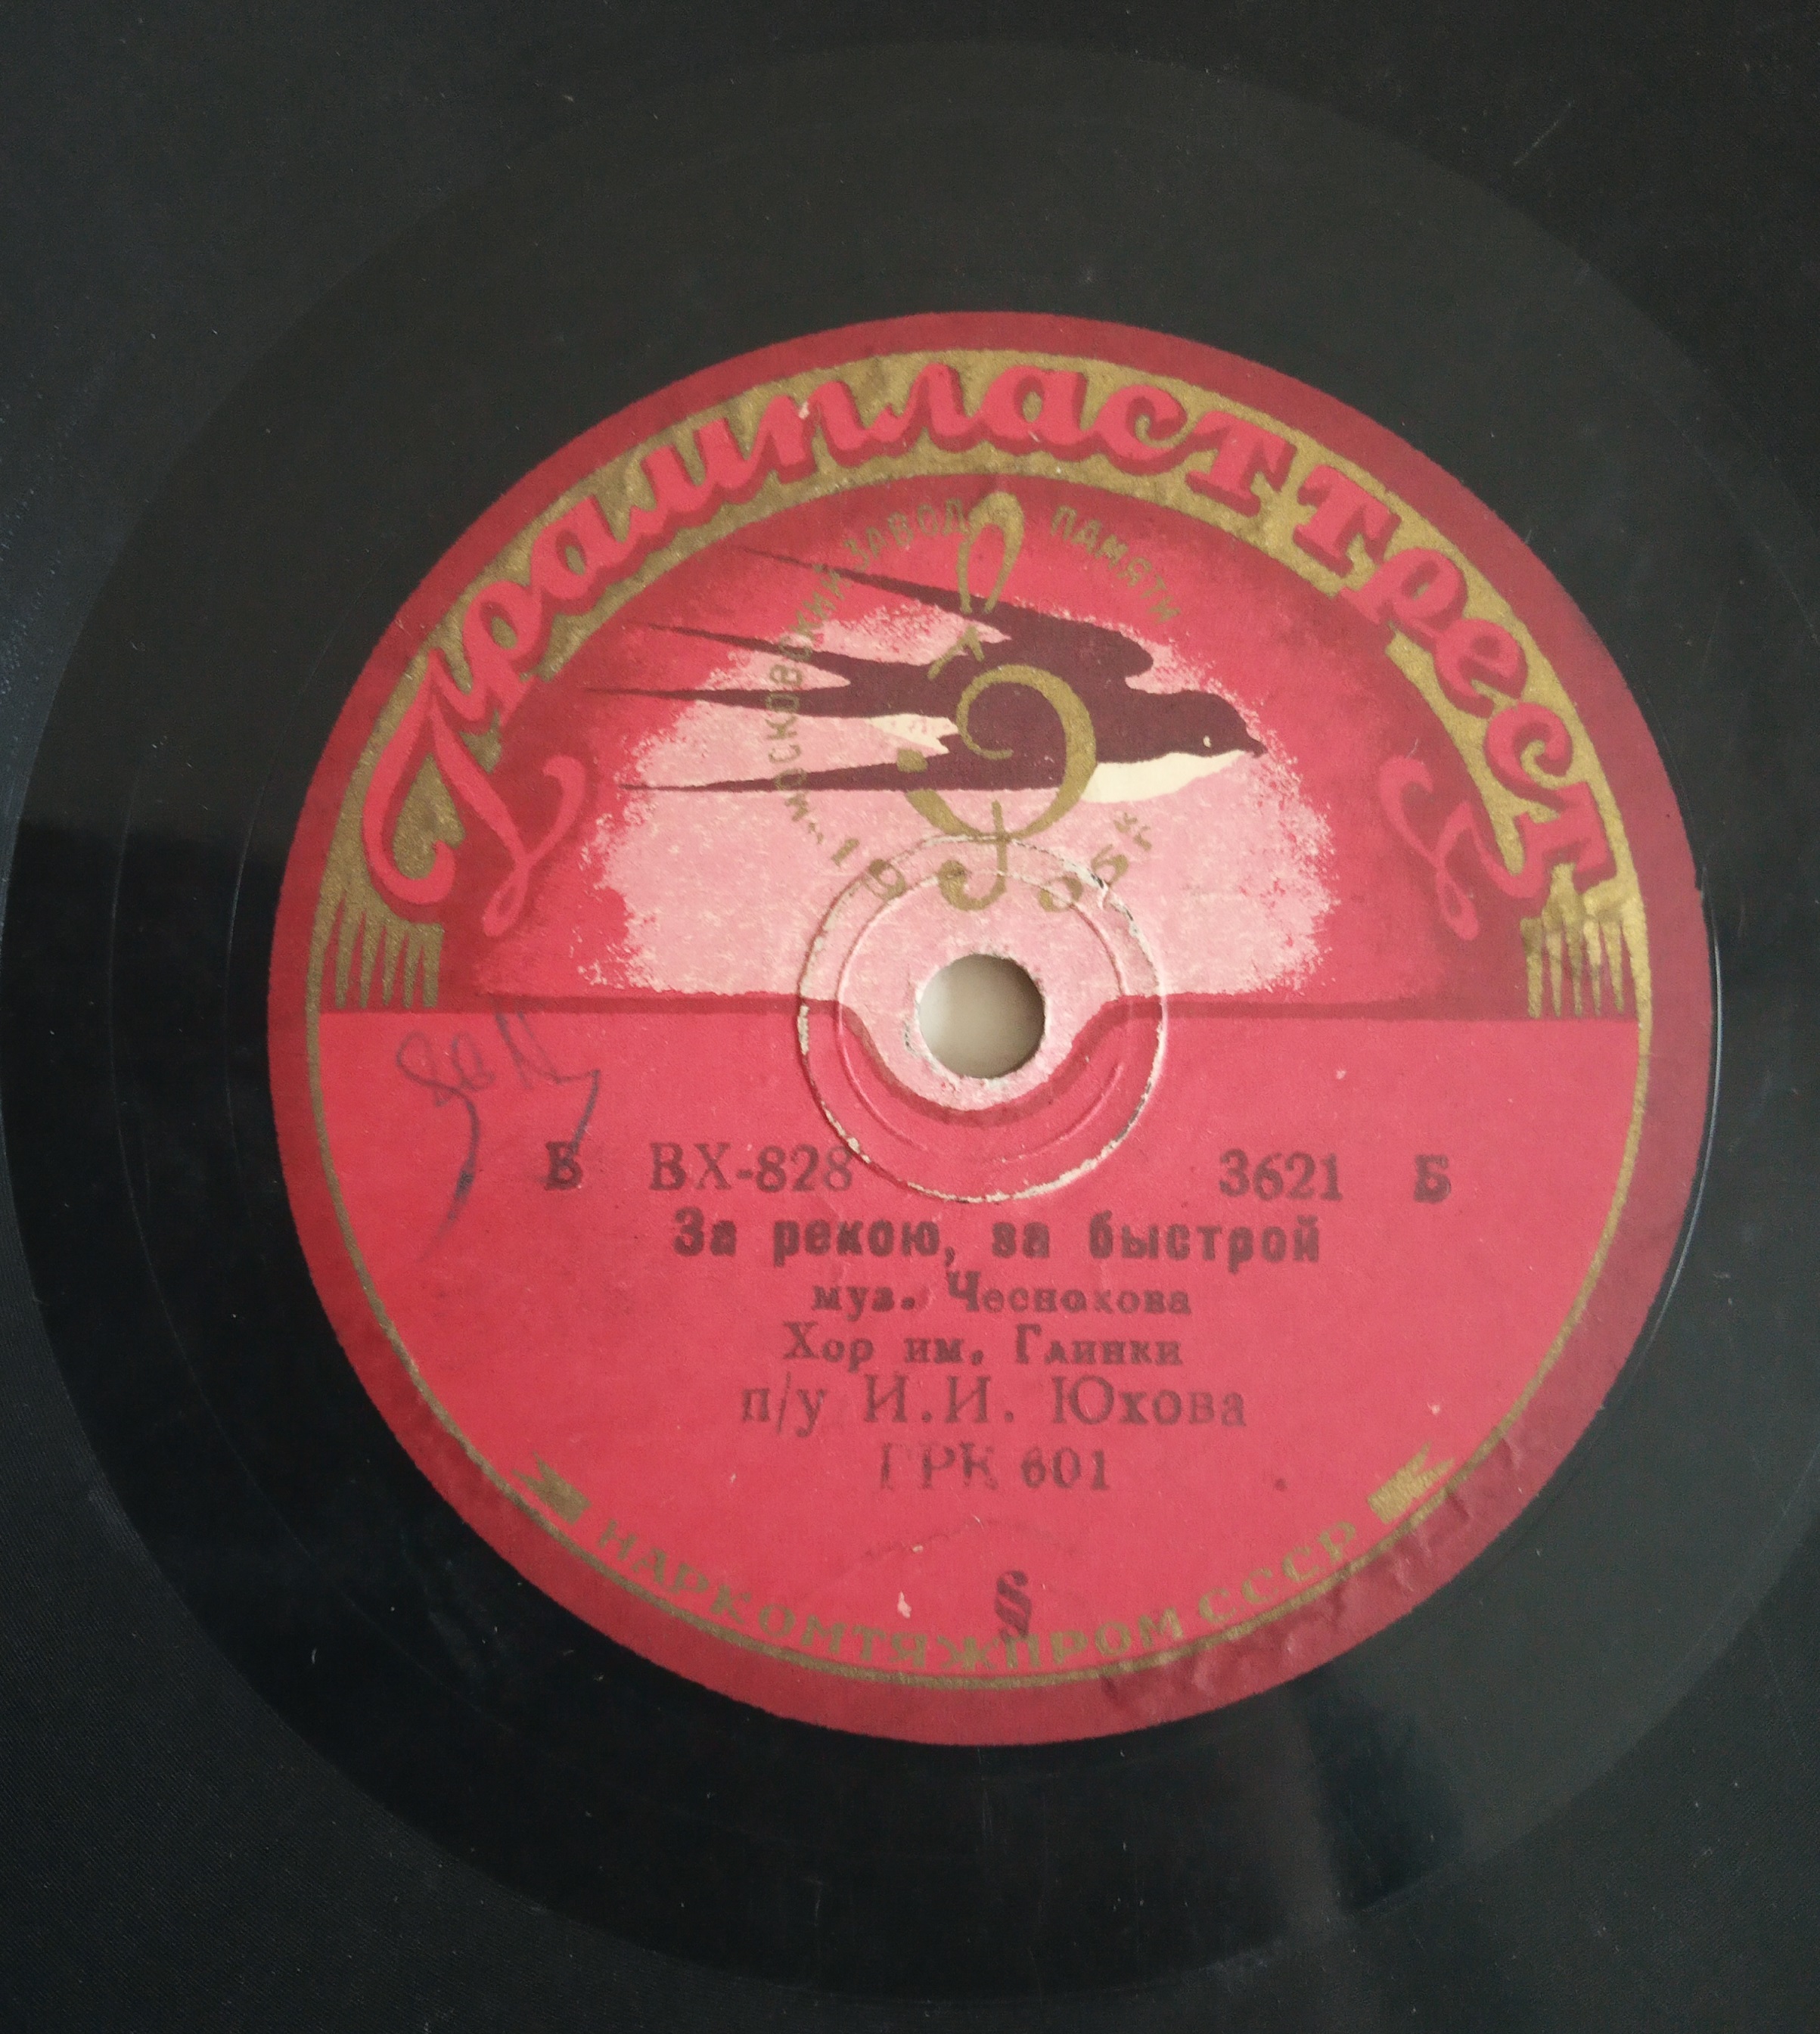 Грампласттрест
Московский завод памяти „1905 г“
Б ВХ-828 3621 Б
За рекою, за быстрой
муз. Чеснокова
Хор им. Глинки
п/у И.И. Юхова
ГРК 601
§
НАРКОМТЯЖПРОМ СССР